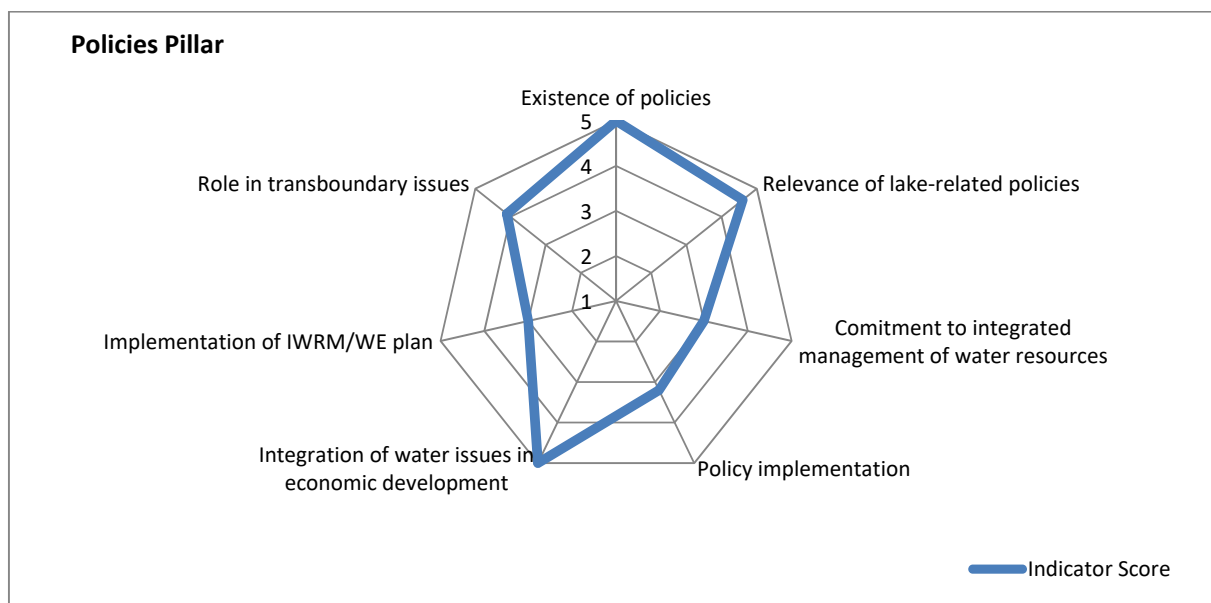 Policies Pillar
Existence of policies
5
4
3
2
1
Role in transboundary issues
Relevance of lake-related policies
Implementation of IWRM/WE plan
Comitment to integrated
management of water resources
Integration of water issues in
economic development
Policy implementation
Indicator Score